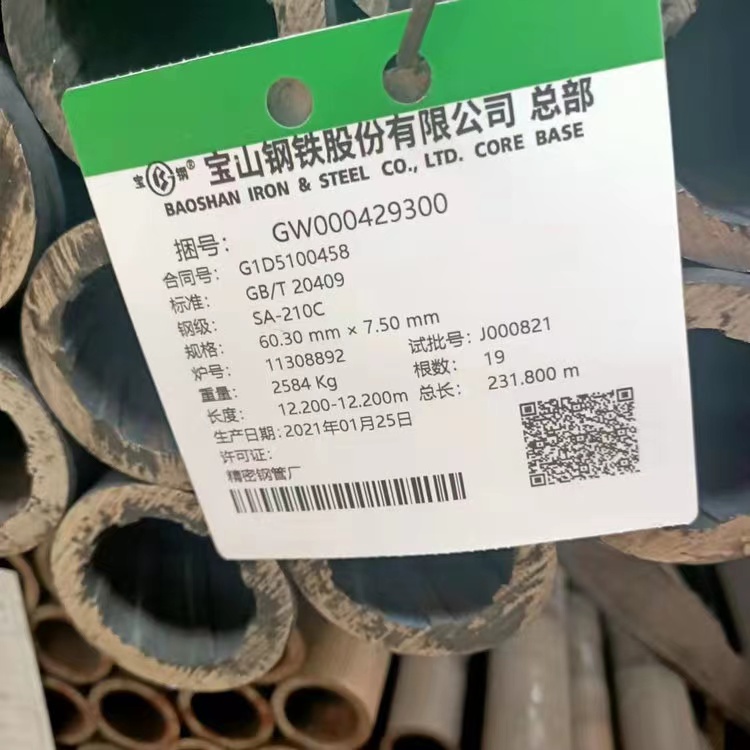 宝钢® 宝山钢铁股份有限公司 总部
BAOSHAN IRON & STEEL CO., LTD. CORE BASE
捆号: GW000429300
合同号: G1D5100458
标准: GB/T 20409
钢级: SA-210C
规格: 60.30 mm × 7.50 mm
炉号: 11308892 试批号: J000821
重量: 2584 Kg 根数: 19
长度: 12.200-12.200m 总长: 231.800 m
生产日期: 2021年01月25日
许可证:
精密钢管厂